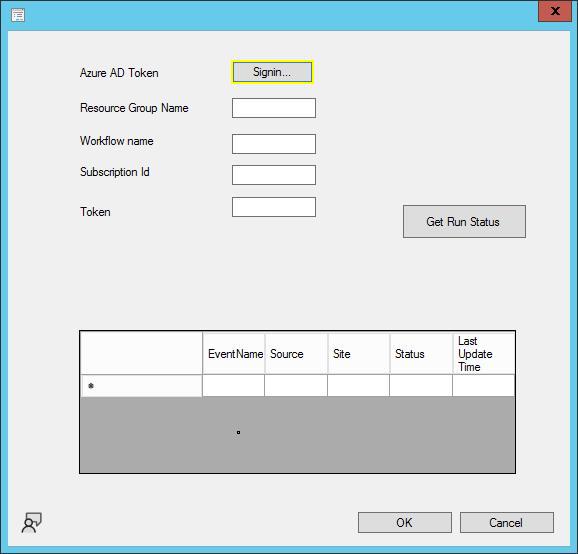 X
Azure AD Token
Signin...
Resource Group Name
Workflow name
Subscription Id
Token
Get Run Status
EventName
Source
Site
Status
Last
Update
Time
*
OK
Cancel